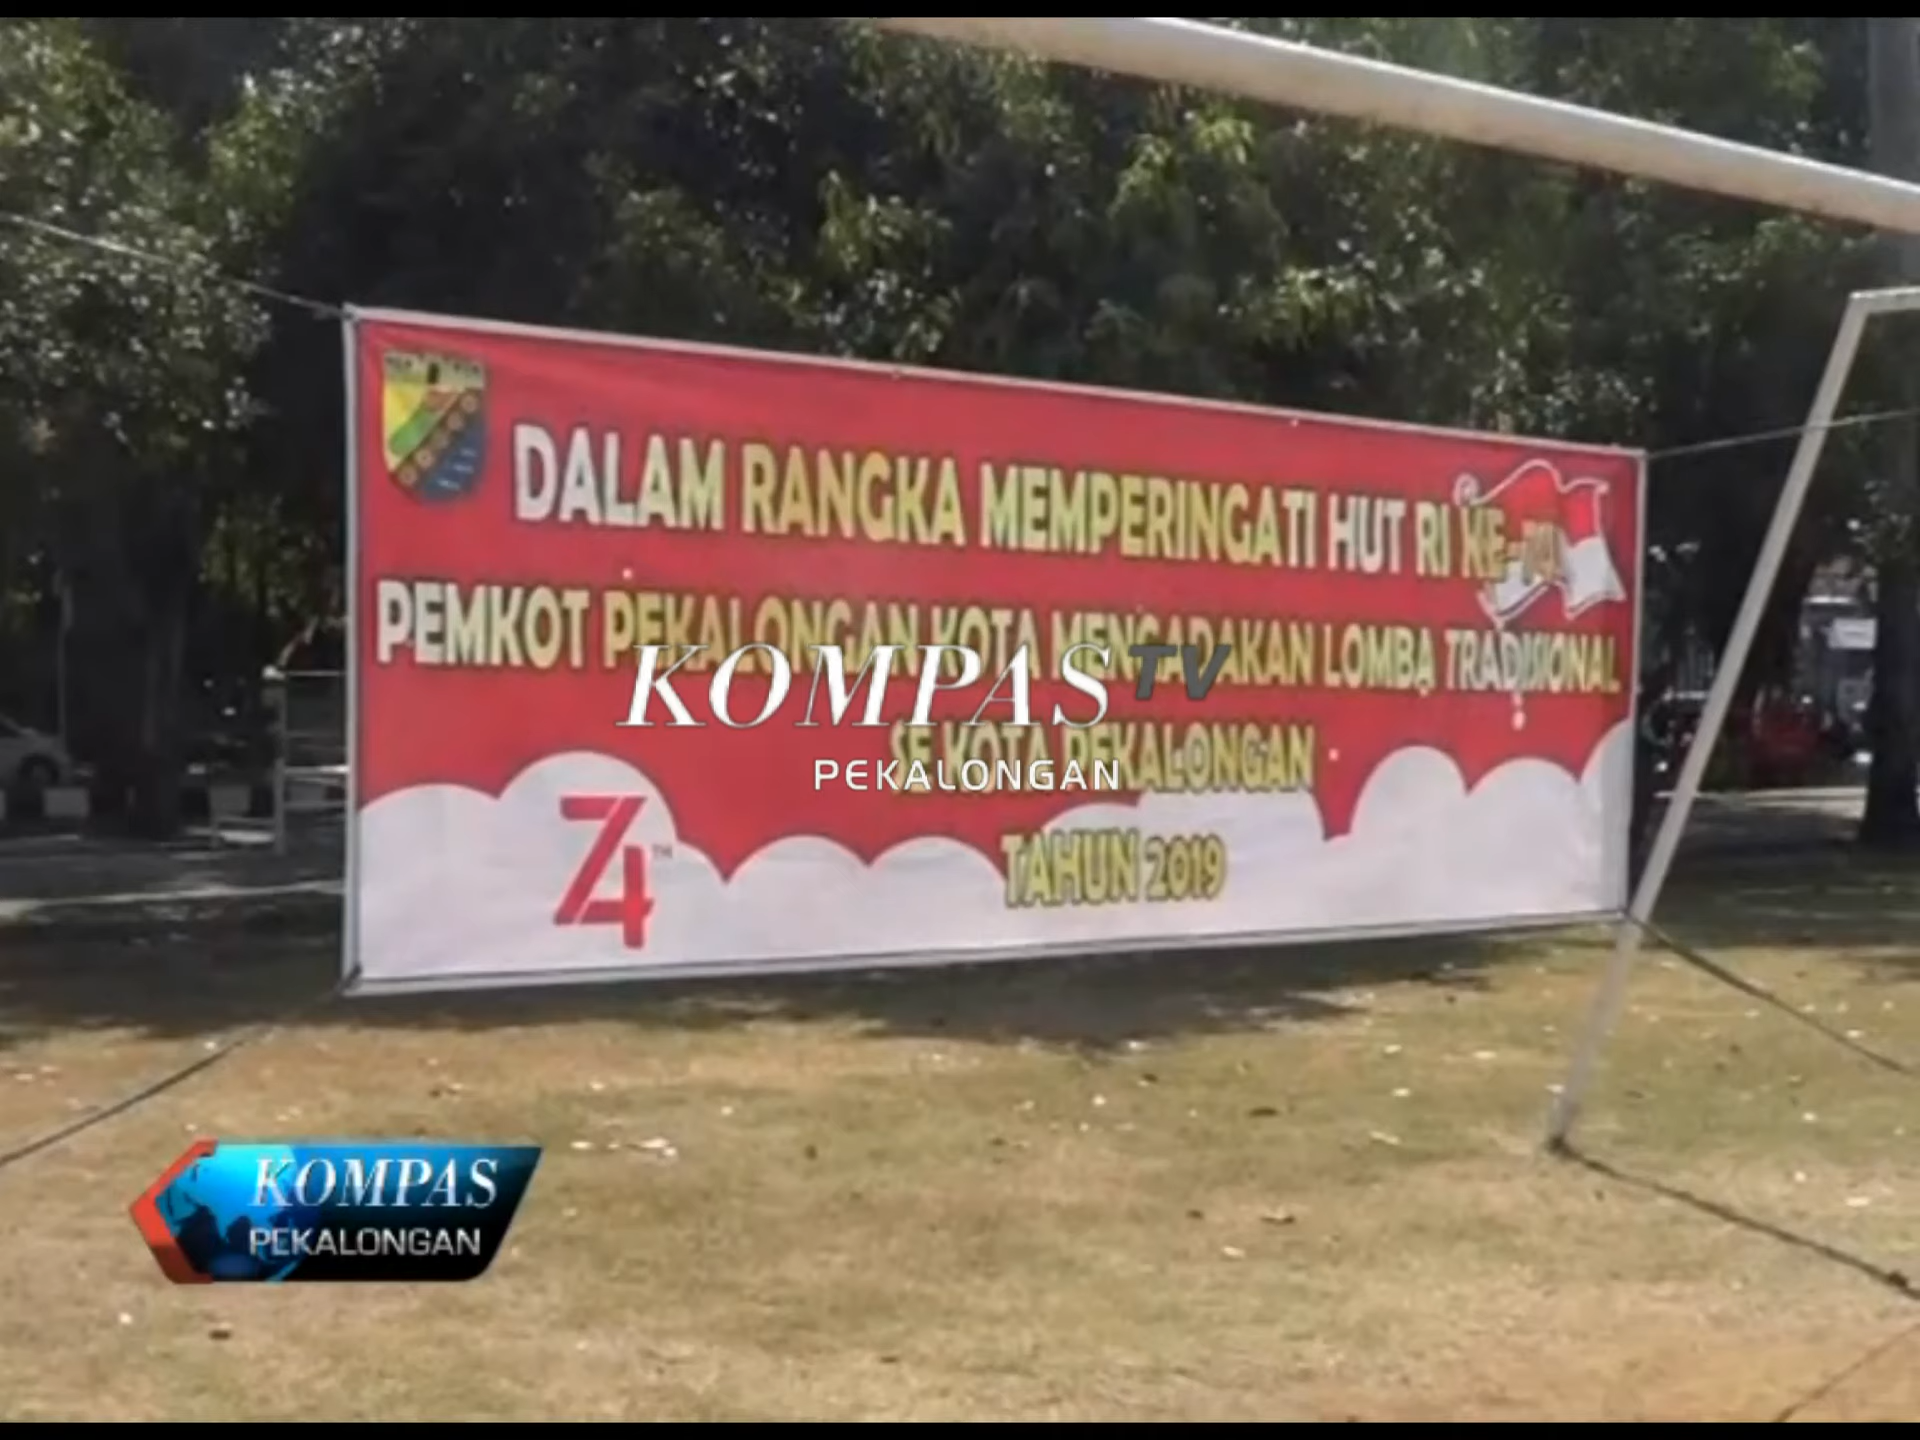 DALAM RANGKA MEMPERINGATI HUT RI KE-74
PEMKOT PEKALONGAN KOTA MENGADAKAN LOMBA TRADISIONAL
SE KOTA PEKALONGAN
TAHUN 2019
74TH
KOMPAS TV
PEKALONGAN
KOMPAS
PEKALONGAN